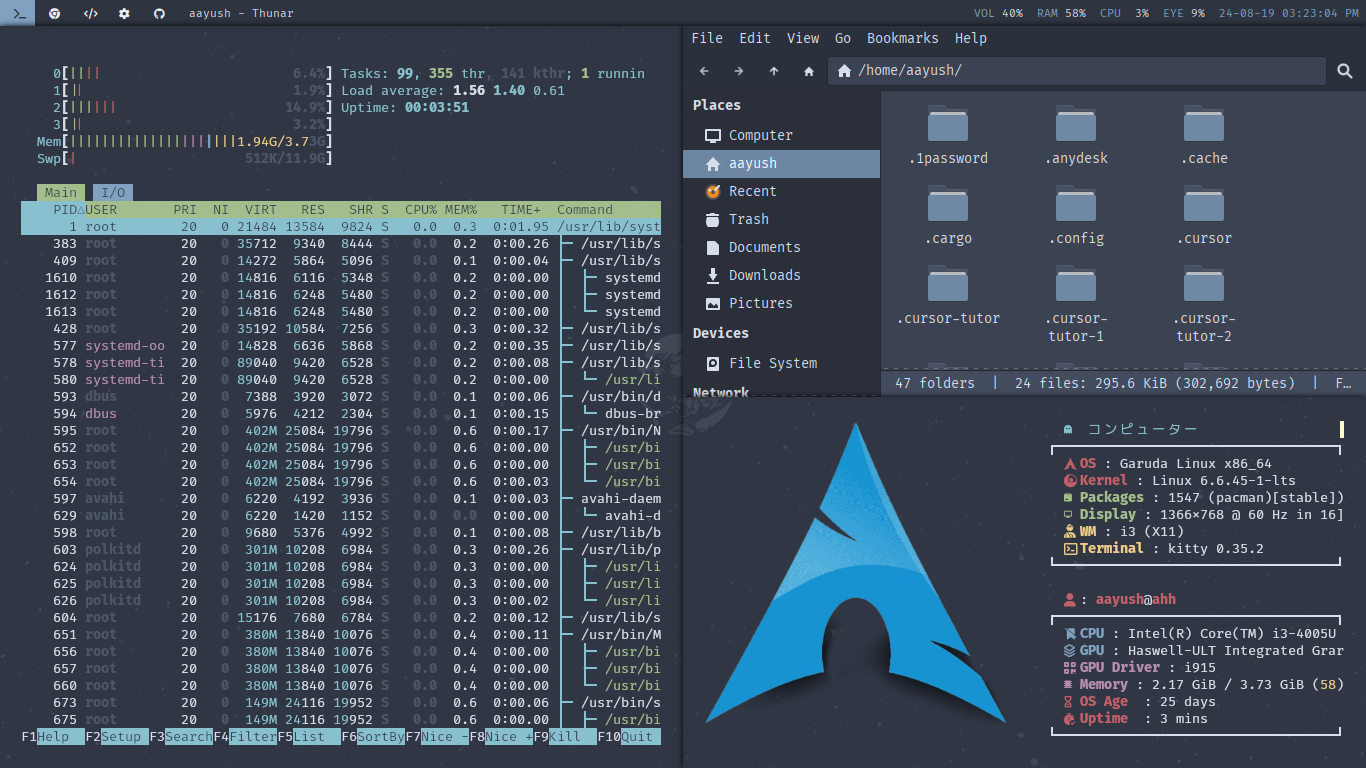 aayush - Thunar
VOL 40% RAM 58% CPU 3% EYE 9% 24-08-19 03:23:04 PM
0[|||| 6.4%] Tasks: 99, 355 thr, 141 kthr; 1 runnin
1[|| 1.9%] Load average: 1.56 1.40 0.61
2[|||||| 14.9%] Uptime: 00:03:51
3[|| 3.2%]
Mem[|||||||||||||||||||||1.94G/3.73G]
Swp[| 512K/11.9G]
Main I/O
PID△USER PRI NI VIRT RES SHR S CPU% MEM% TIME+ Command
1 root 20 0 21484 13584 9824 S 0.0 0.3 0:01.95 /usr/lib/syst
383 root 20 0 35712 9340 8444 S 0.0 0.2 0:00.26 ├─ /usr/lib/s
409 root 20 0 14272 5864 5096 S 0.0 0.1 0:00.04 ├─ /usr/lib/s
1610 root 20 0 14816 6116 5348 S 0.0 0.2 0:00.00 │ ├─ systemd
1612 root 20 0 14816 6248 5480 S 0.0 0.2 0:00.00 │ ├─ systemd
1613 root 20 0 14816 6248 5480 S 0.0 0.2 0:00.00 │ └─ systemd
428 root 20 0 35192 10584 7256 S 0.0 0.3 0:00.32 ├─ /usr/lib/s
577 systemd-oo 20 0 14828 6636 5868 S 0.0 0.2 0:00.35 ├─ /usr/lib/s
578 systemd-ti 20 0 89040 9420 6528 S 0.0 0.2 0:00.08 ├─ /usr/lib/s
580 systemd-ti 20 0 89040 9420 6528 S 0.0 0.2 0:00.00 │ └─ /usr/li
593 dbus 20 0 7388 3920 3072 S 0.0 0.1 0:00.06 ├─ /usr/bin/d
594 dbus 20 0 5976 4212 2304 S 0.0 0.1 0:00.15 │ └─ dbus-br
595 root 20 0 402M 25084 19796 S 0.0 0.6 0:00.17 ├─ /usr/bin/N
652 root 20 0 402M 25084 19796 S 0.0 0.6 0:00.00 │ ├─ /usr/bi
653 root 20 0 402M 25084 19796 S 0.0 0.6 0:00.00 │ ├─ /usr/bi
654 root 20 0 402M 25084 19796 S 0.0 0.6 0:00.03 │ └─ /usr/bi
597 avahi 20 0 6220 4192 3936 S 0.0 0.1 0:00.03 ├─ avahi-daem
629 avahi 20 0 6220 1420 1152 S 0.0 0.0 0:00.00 │ └─ avahi-d
598 root 20 0 9680 5376 4992 S 0.0 0.1 0:00.08 ├─ /usr/lib/b
603 polkitd 20 0 301M 10208 6984 S 0.0 0.3 0:00.26 ├─ /usr/lib/p
624 polkitd 20 0 301M 10208 6984 S 0.0 0.3 0:00.00 │ ├─ /usr/li
625 polkitd 20 0 301M 10208 6984 S 0.0 0.3 0:00.00 │ ├─ /usr/li
626 polkitd 20 0 301M 10208 6984 S 0.0 0.3 0:00.02 │ └─ /usr/li
604 root 20 0 15176 7680 6784 S 0.0 0.2 0:00.12 ├─ /usr/lib/s
651 root 20 0 380M 13840 10076 S 0.0 0.4 0:00.11 ├─ /usr/bin/M
656 root 20 0 380M 13840 10076 S 0.0 0.4 0:00.00 │ ├─ /usr/bi
657 root 20 0 380M 13840 10076 S 0.0 0.4 0:00.00 │ ├─ /usr/bi
660 root 20 0 380M 13840 10076 S 0.0 0.4 0:00.00 │ └─ /usr/bi
673 root 20 0 149M 24116 19952 S 0.0 0.6 0:00.06 ├─ /usr/bin/s
675 root 20 0 149M 24116 19952 S 0.0 0.6 0:00.00 │ ├─ /usr/bi
F1Help F2Setup F3SearchF4FilterF5List F6SortByF7Nice -F8Nice +F9Kill F10Quit
File Edit View Go Bookmarks Help
/home/aayush/
Places
Computer
aayush
Recent
Trash
Documents
Downloads
Pictures
Devices
File System
Network
.1password .anydesk .cache
.cargo .config .cursor
.cursor-tutor .cursor-tutor-1 .cursor-tutor-2
47 folders | 24 files: 295.6 KiB (302,692 bytes) | F…
コンピューター
OS : Garuda Linux x86_64
Kernel : Linux 6.6.45-1-lts
Packages : 1547 (pacman)[stable])
Display : 1366×768 @ 60 Hz in 16]
WM : i3 (X11)
Terminal : kitty 0.35.2
: aayush@ahh
CPU : Intel(R) Core(TM) i3-4005U
GPU : Haswell-ULT Integrated Grar
GPU Driver : i915
Memory : 2.17 GiB / 3.73 GiB (58)
OS Age : 25 days
Uptime : 3 mins